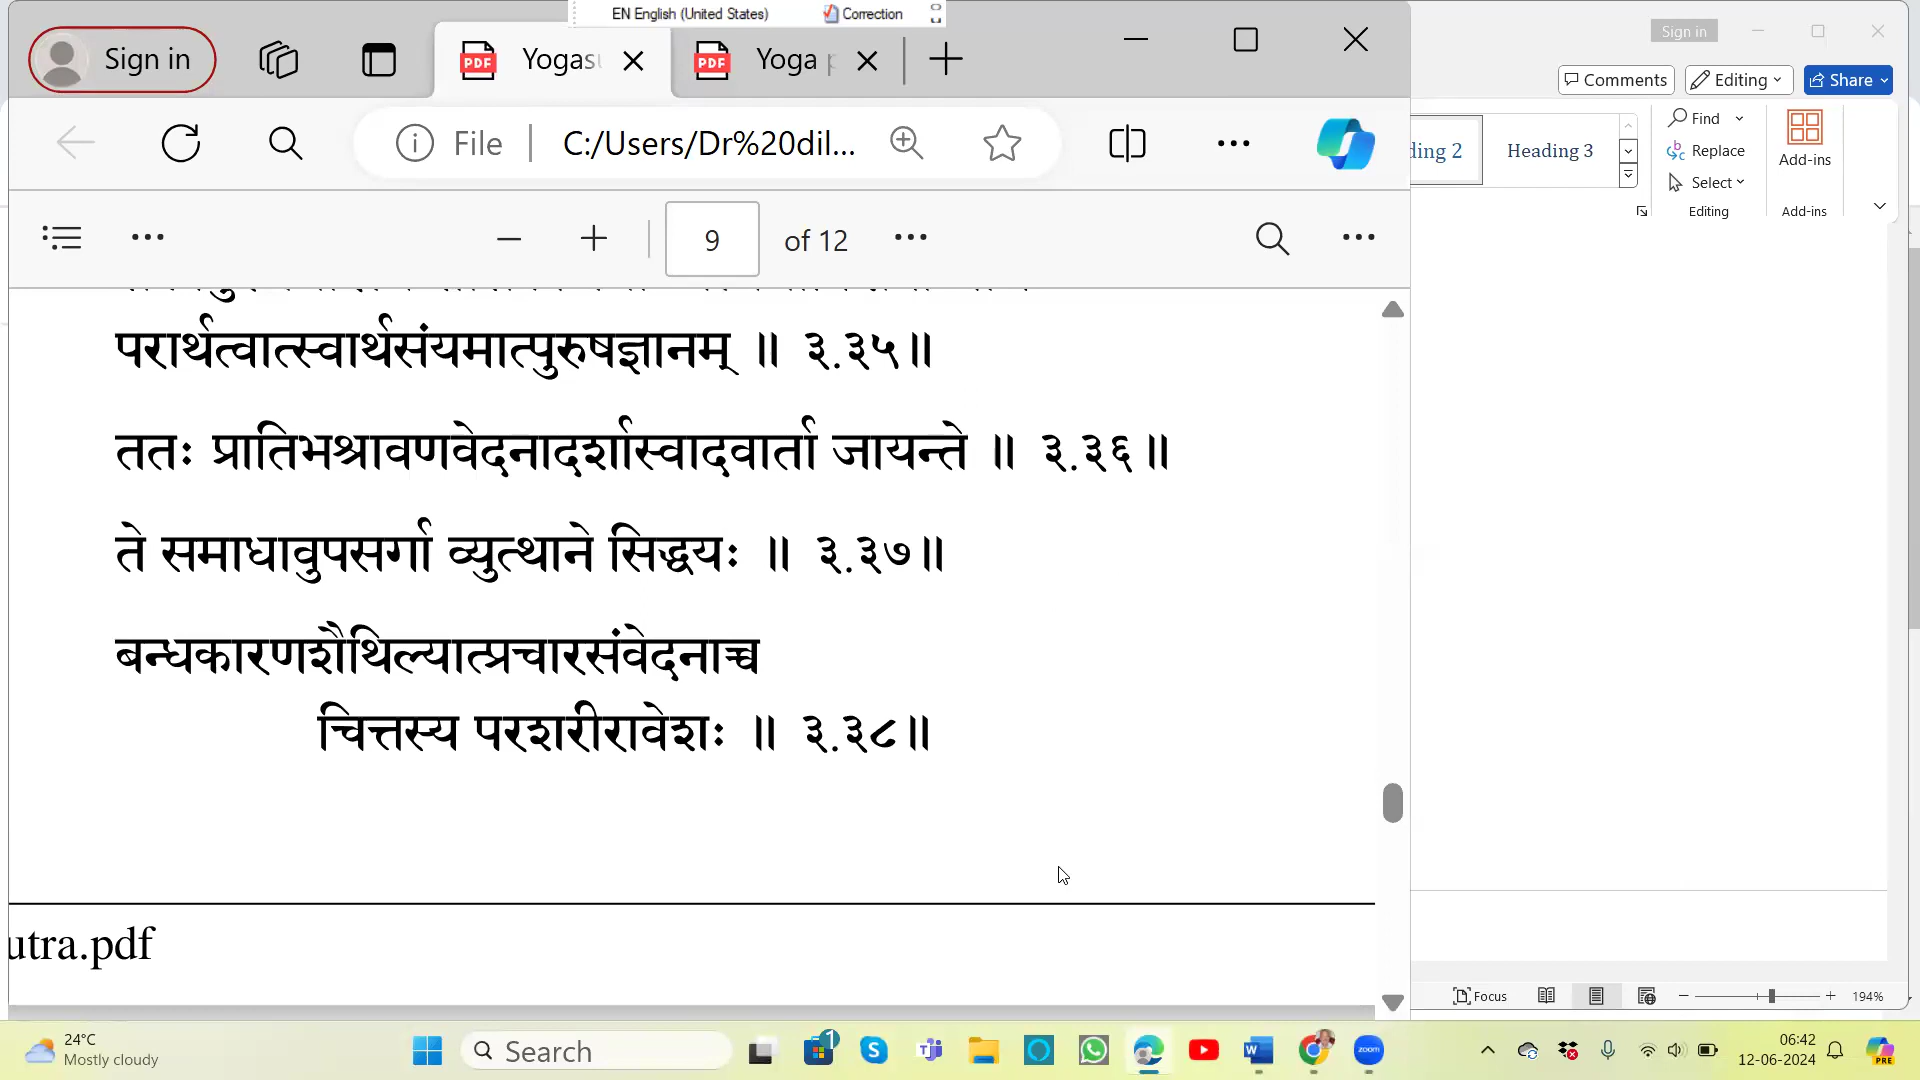 EN English (United States) Correction
Sign in
Yogas
Yoga p
Sign in
Comments
Editing
Share
File
C:/Users/Dr%20dil...
ding 2
Heading 3
Find
Replace
Select
Editing
Add-ins
Add-ins
9 of 12
परार्थत्वात्स्वार्थसंयमात्पुरुषज्ञानम् ॥ ३.३५॥
ततः प्रातिभश्रावणवेदनादर्शास्वादवार्ता जायन्ते ॥ ३.३६॥
ते समाधावुपसर्गा व्युत्थाने सिद्धयः ॥ ३.३७॥
बन्धकारणशैथिल्यात्प्रचारसंवेदनाच्च
चित्तस्य परशरीरावेशः ॥ ३.३८॥
utra.pdf
Focus
194%
24°C
Mostly cloudy
Search
1
zoom
06:42
12-06-2024
PRE